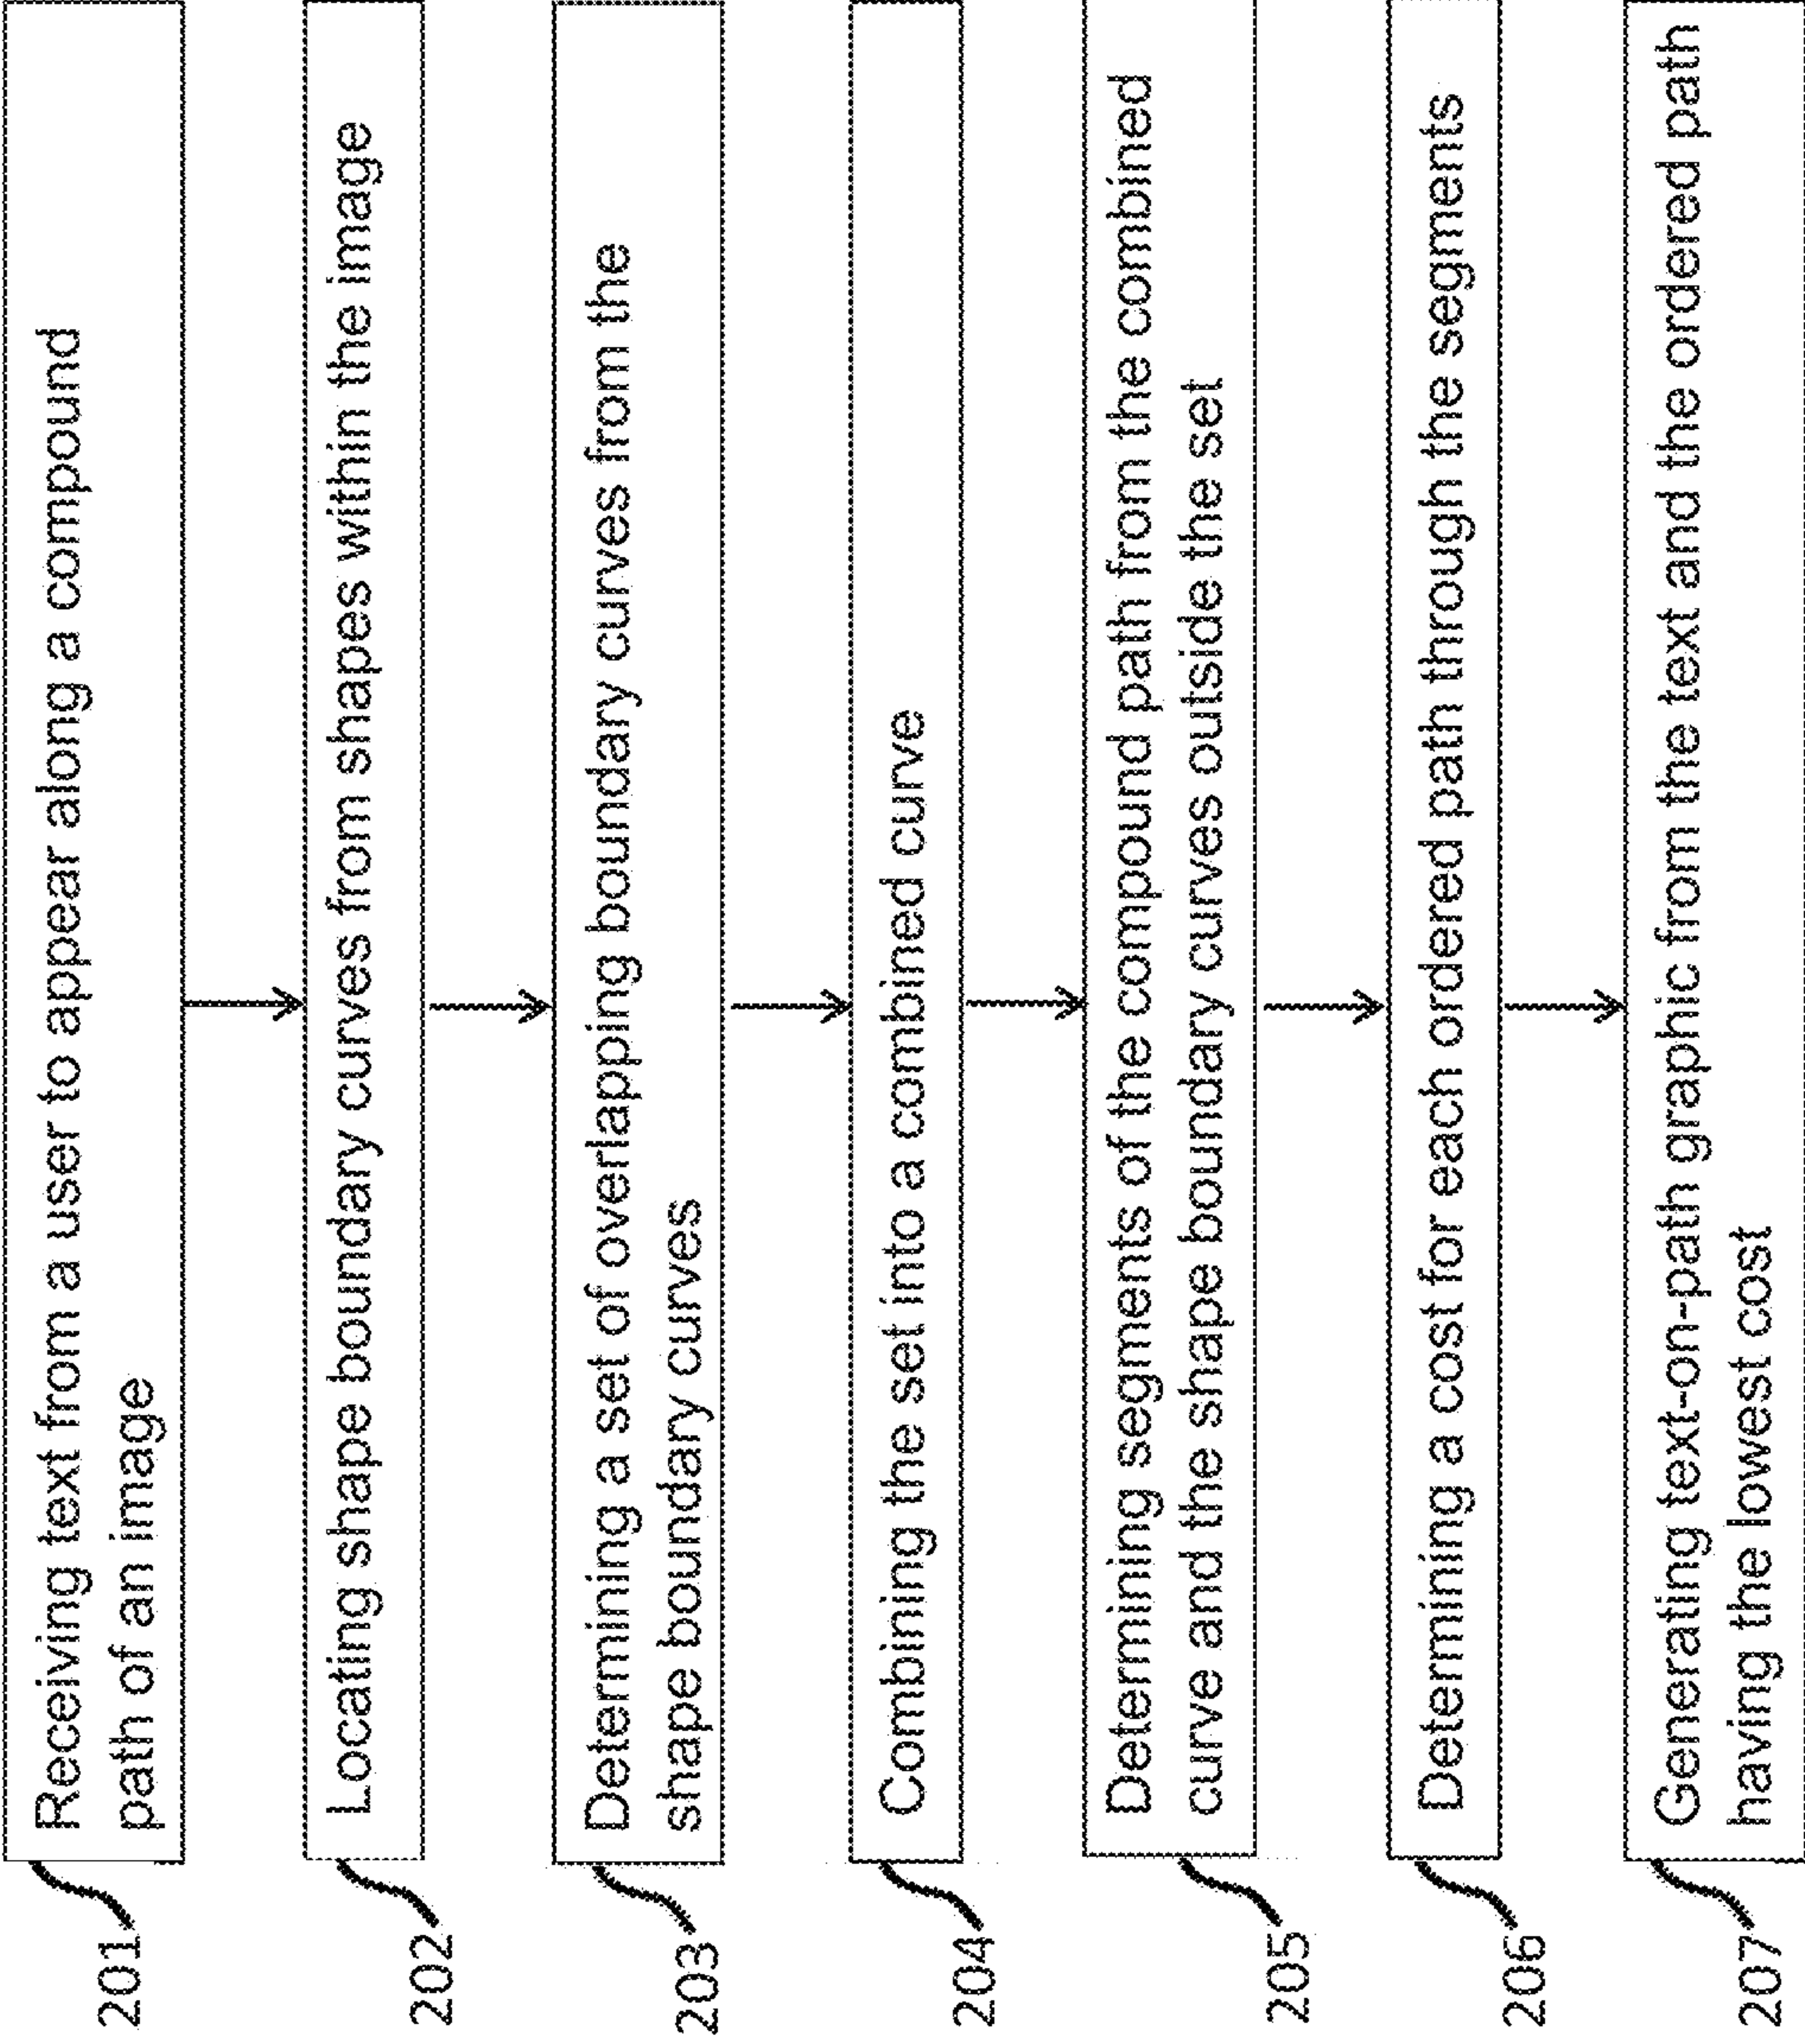 201
Receiving text from a user to appear along a compound
path of an image
202
Locating shape boundary curves from shapes within the image
203
Determining a set of overlapping boundary curves from the
shape boundary curves
204
Combining the set into a combined curve
205
Determining segments of the compound path from the combined
curve and the shape boundary curves outside the set
206
Determining a cost for each ordered path through the segments
207
Generating text-on-path graphic from the text and the ordered path
having the lowest cost